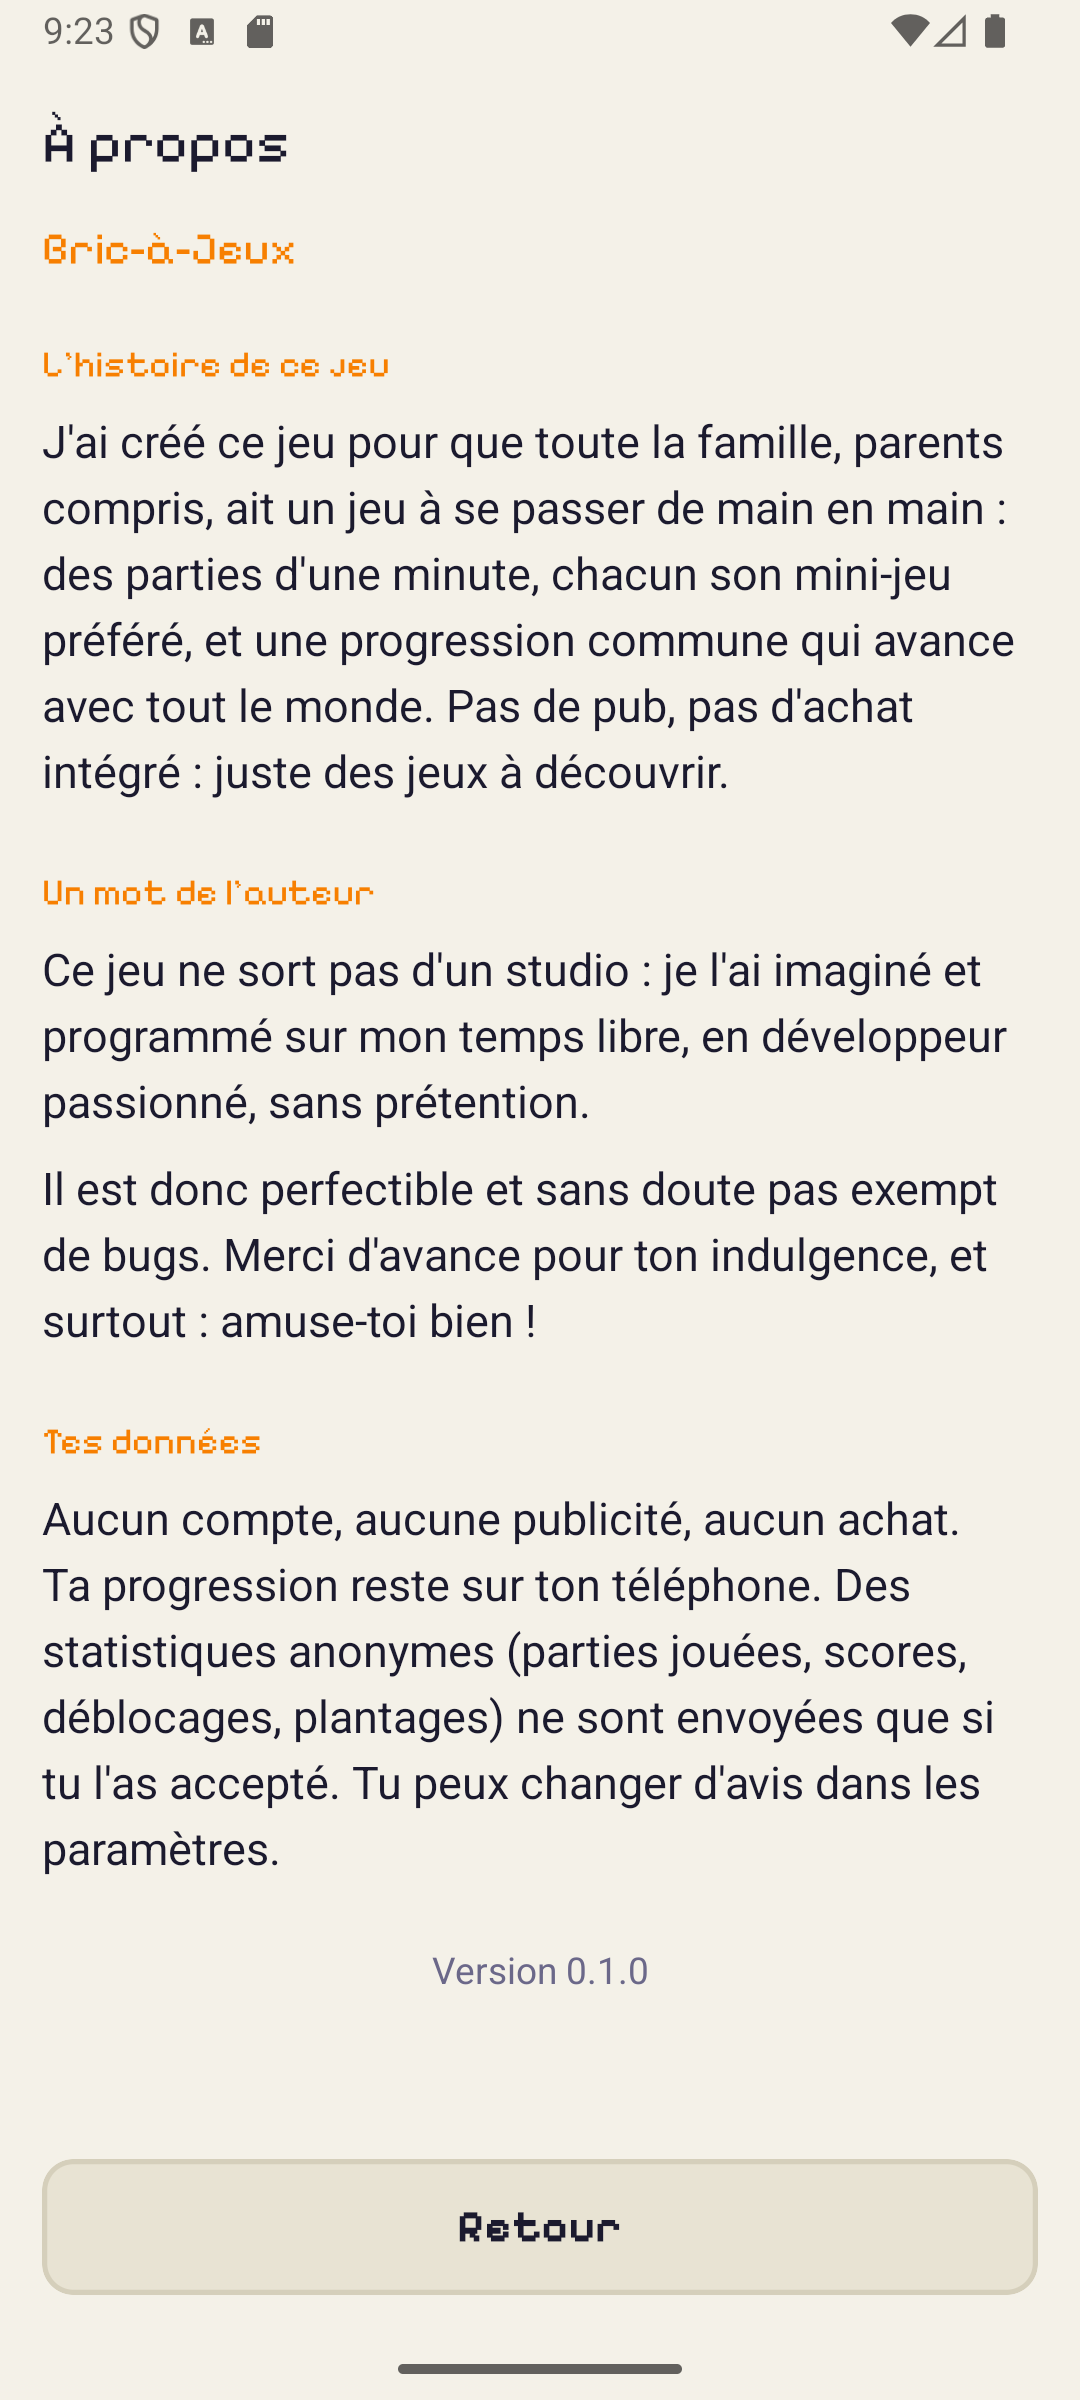 9:23
À propos
Bric-à-Jeux
L'histoire de ce jeu
J'ai créé ce jeu pour que toute la famille, parents
compris, ait un jeu à se passer de main en main :
des parties d'une minute, chacun son mini-jeu
préféré, et une progression commune qui avance
avec tout le monde. Pas de pub, pas d'achat
intégré : juste des jeux à découvrir.
Un mot de l'auteur
Ce jeu ne sort pas d'un studio : je l'ai imaginé et
programmé sur mon temps libre, en développeur
passionné, sans prétention.
Il est donc perfectible et sans doute pas exempt
de bugs. Merci d'avance pour ton indulgence, et
surtout : amuse-toi bien !
Tes données
Aucun compte, aucune publicité, aucun achat.
Ta progression reste sur ton téléphone. Des
statistiques anonymes (parties jouées, scores,
déblocages, plantages) ne sont envoyées que si
tu l'as accepté. Tu peux changer d'avis dans les
paramètres.
Version 0.1.0
Retour